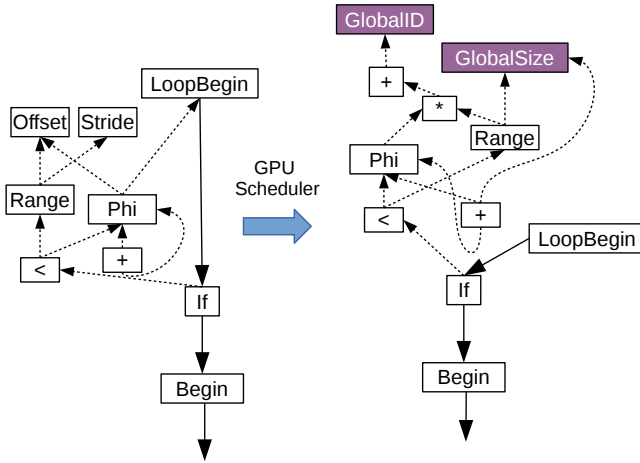 LoopBegin
Offset
Stride
Range
Phi
<
+
If
Begin
GPU
Scheduler
GlobalID
GlobalSize
+
*
Range
Phi
<
+
LoopBegin
If
Begin